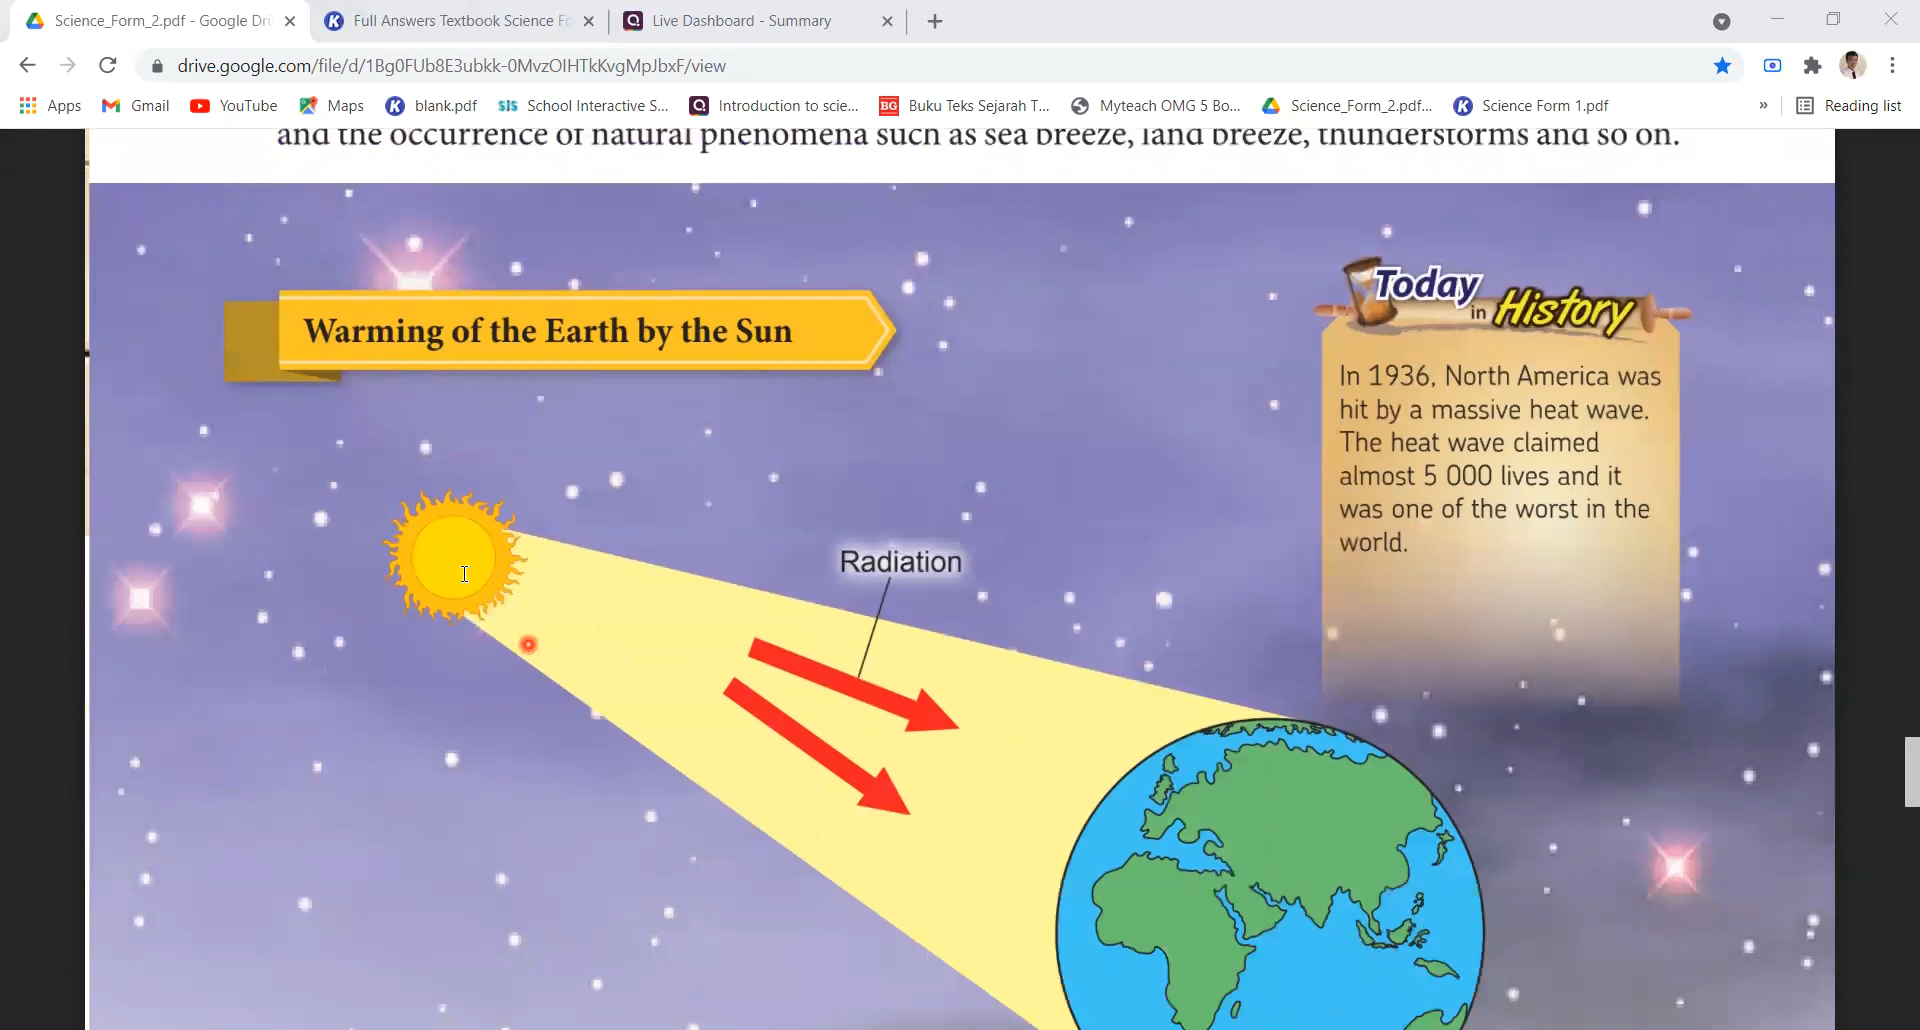 Science_Form_2.pdf - Google Dri
Full Answers Textbook Science Fo
Live Dashboard - Summary
drive.google.com/file/d/1Bg0FUb8E3ubkk-0MvzOIHTkKvgMpJbxF/view
Apps
Gmail
YouTube
Maps
blank.pdf
SIS School Interactive S...
Introduction to scie...
BG Buku Teks Sejarah T...
Myteach OMG 5 Bo...
Science_Form_2.pdf...
Science Form 1.pdf
»
Reading list
and the occurrence of natural phenomena such as sea breeze, land breeze, thunderstorms and so on.
Warming of the Earth by the Sun
Today
in History
In 1936, North America was
hit by a massive heat wave.
The heat wave claimed
almost 5 000 lives and it
was one of the worst in the
world.
Radiation